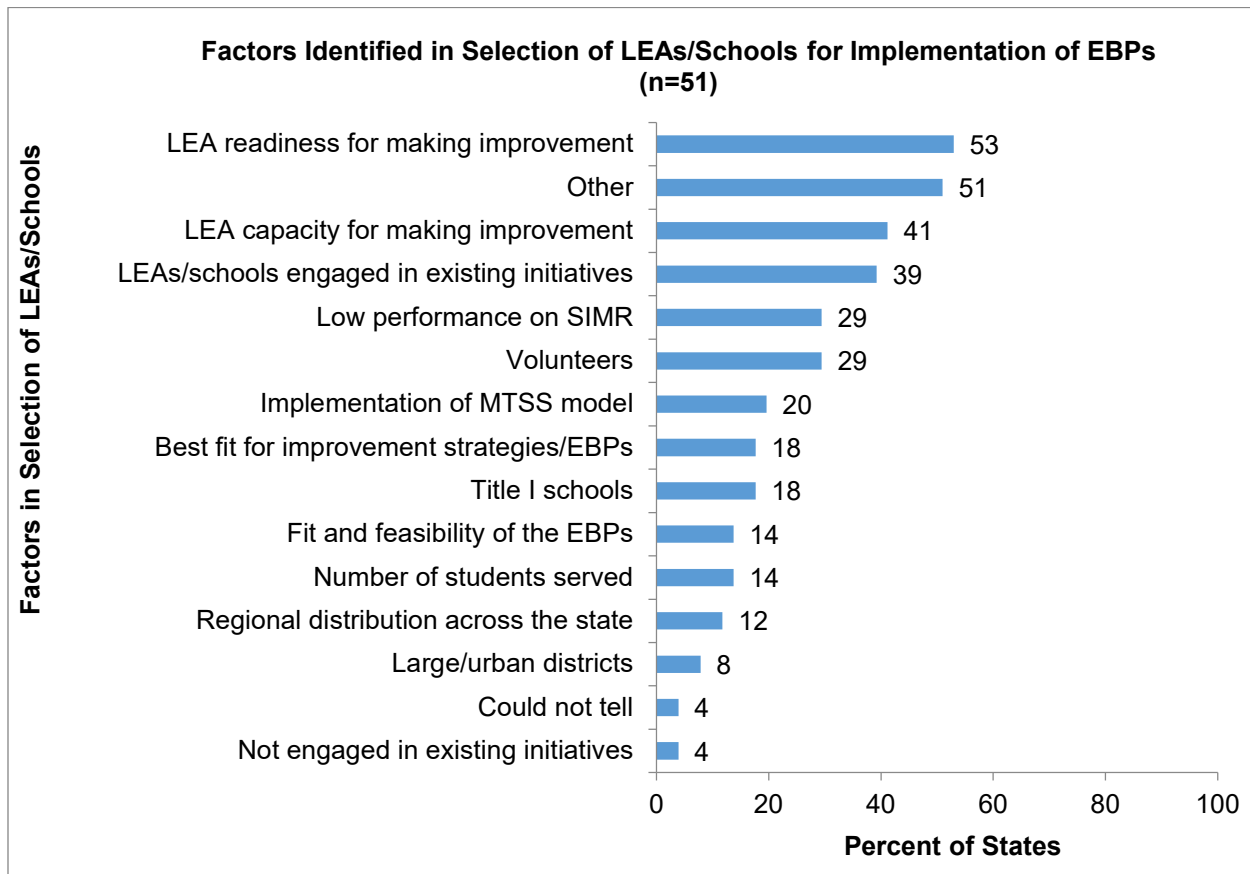 Factors Identified in Selection of LEAs/Schools for Implementation of EBPs
(n=51)
Factors in Selection of LEAs/Schools
LEA readiness for making improvement 53
Other 51
LEA capacity for making improvement 41
LEAs/schools engaged in existing initiatives 39
Low performance on SIMR 29
Volunteers 29
Implementation of MTSS model 20
Best fit for improvement strategies/EBPs 18
Title I schools 18
Fit and feasibility of the EBPs 14
Number of students served 14
Regional distribution across the state 12
Large/urban districts 8
Could not tell 4
Not engaged in existing initiatives 4
0 20 40 60 80 100
Percent of States